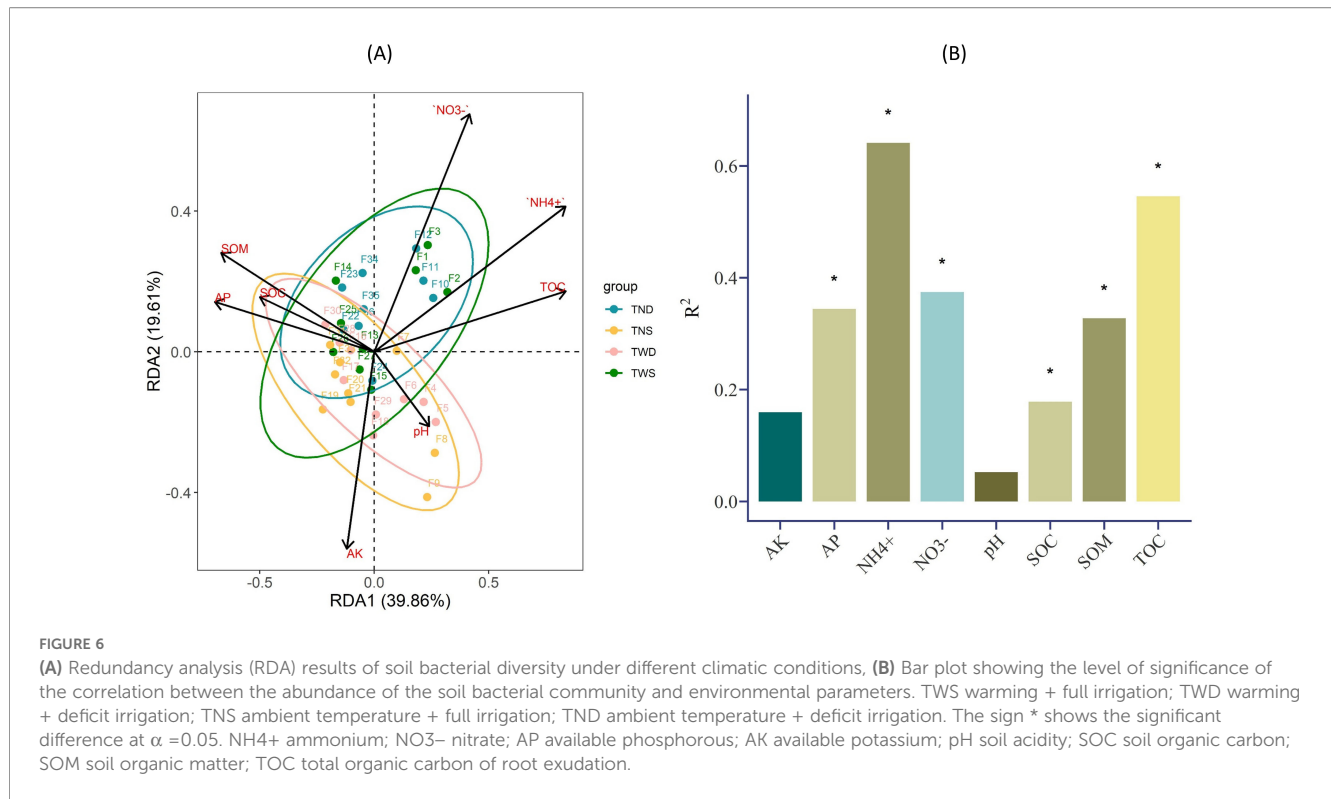 (A)
(B)
`NO3-`
`NH4+`
SOM
SOC
AP
TOC
pH
AK
F12
F3
F1
F11
F2
F10
F34
F14
F23
F35
F25
F22
F30
F13
F17
F20
F21
F19
F15
F6
F4
F29
F5
F8
F9
0.4
0.0
-0.4
RDA2 (19.61%)
-0.5
0.0
0.5
RDA1 (39.86%)
group
TND
TNS
TWD
TWS
0.6
0.4
0.2
0.0
R²
*
*
*
*
*
*
AK
AP
NH4+
NO3-
pH
SOC
SOM
TOC
FIGURE 6
(A) Redundancy analysis (RDA) results of soil bacterial diversity under different climatic conditions, (B) Bar plot showing the level of significance of
the correlation between the abundance of the soil bacterial community and environmental parameters. TWS warming + full irrigation; TWD warming
+ deficit irrigation; TNS ambient temperature + full irrigation; TND ambient temperature + deficit irrigation. The sign * shows the significant
difference at α =0.05. NH4+ ammonium; NO3– nitrate; AP available phosphorous; AK available potassium; pH soil acidity; SOC soil organic carbon;
SOM soil organic matter; TOC total organic carbon of root exudation.